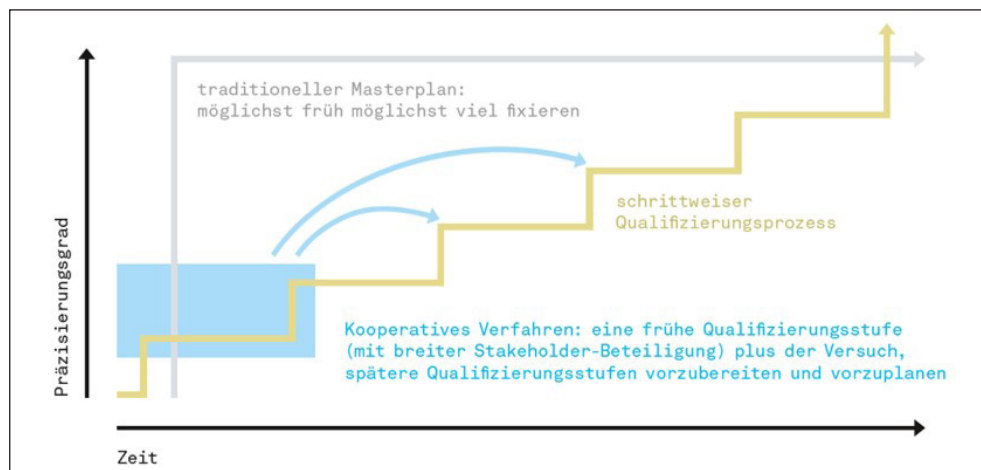 traditioneller Masterplan:
möglichst früh möglichst viel fixieren
schrittweiser
Qualifizierungsprozess
Präzisierungsgrad
Kooperatives Verfahren: eine frühe Qualifizierungsstufe
(mit breiter Stakeholder-Beteiligung) plus der Versuch,
spätere Qualifizierungsstufen vorzubereiten und vorzuplanen
Zeit